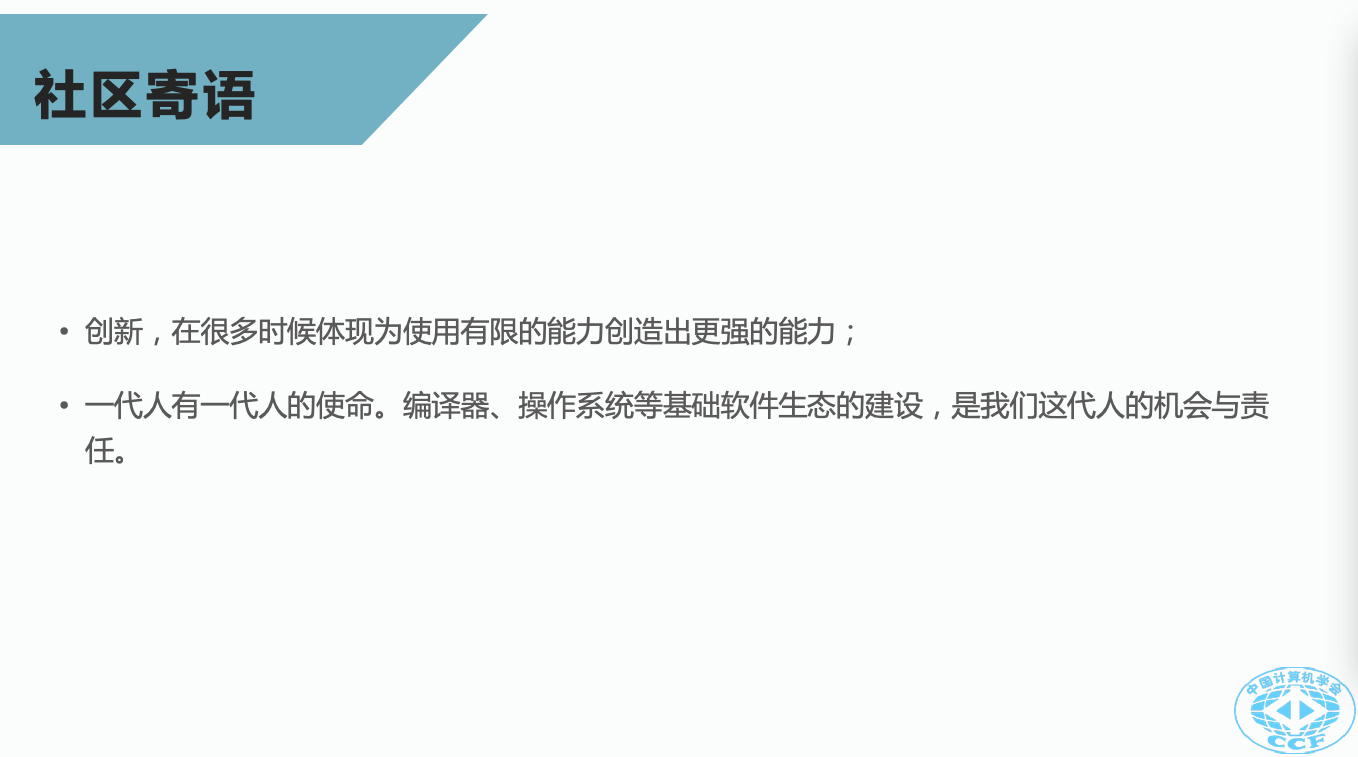 社区寄语
• 创新，在很多时候体现为使用有限的能力创造出更强的能力；
• 一代人有一代人的使命。编译器、操作系统等基础软件生态的建设，是我们这代人的机会与责
任。
中国计算机学会
CCF